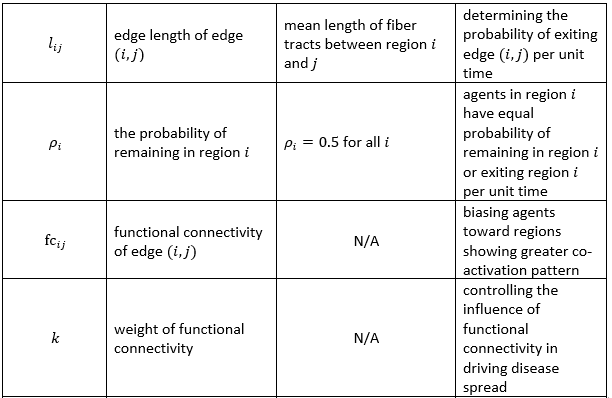 l_{ij}
edge length of edge
(i, j)
mean length of fiber
tracts between region i
and j
determining the
probability of exiting
edge (i, j) per unit
time
ρ_i
the probability of
remaining in region i
ρ_i = 0.5 for all i
agents in region i
have equal
probability of
remaining in region i
or exiting region i
per unit time
fc_{ij}
functional connectivity
of edge (i, j)
N/A
biasing agents
toward regions
showing greater co-
activation pattern
k
weight of functional
connectivity
N/A
controlling the
influence of
functional
connectivity in
driving disease
spread